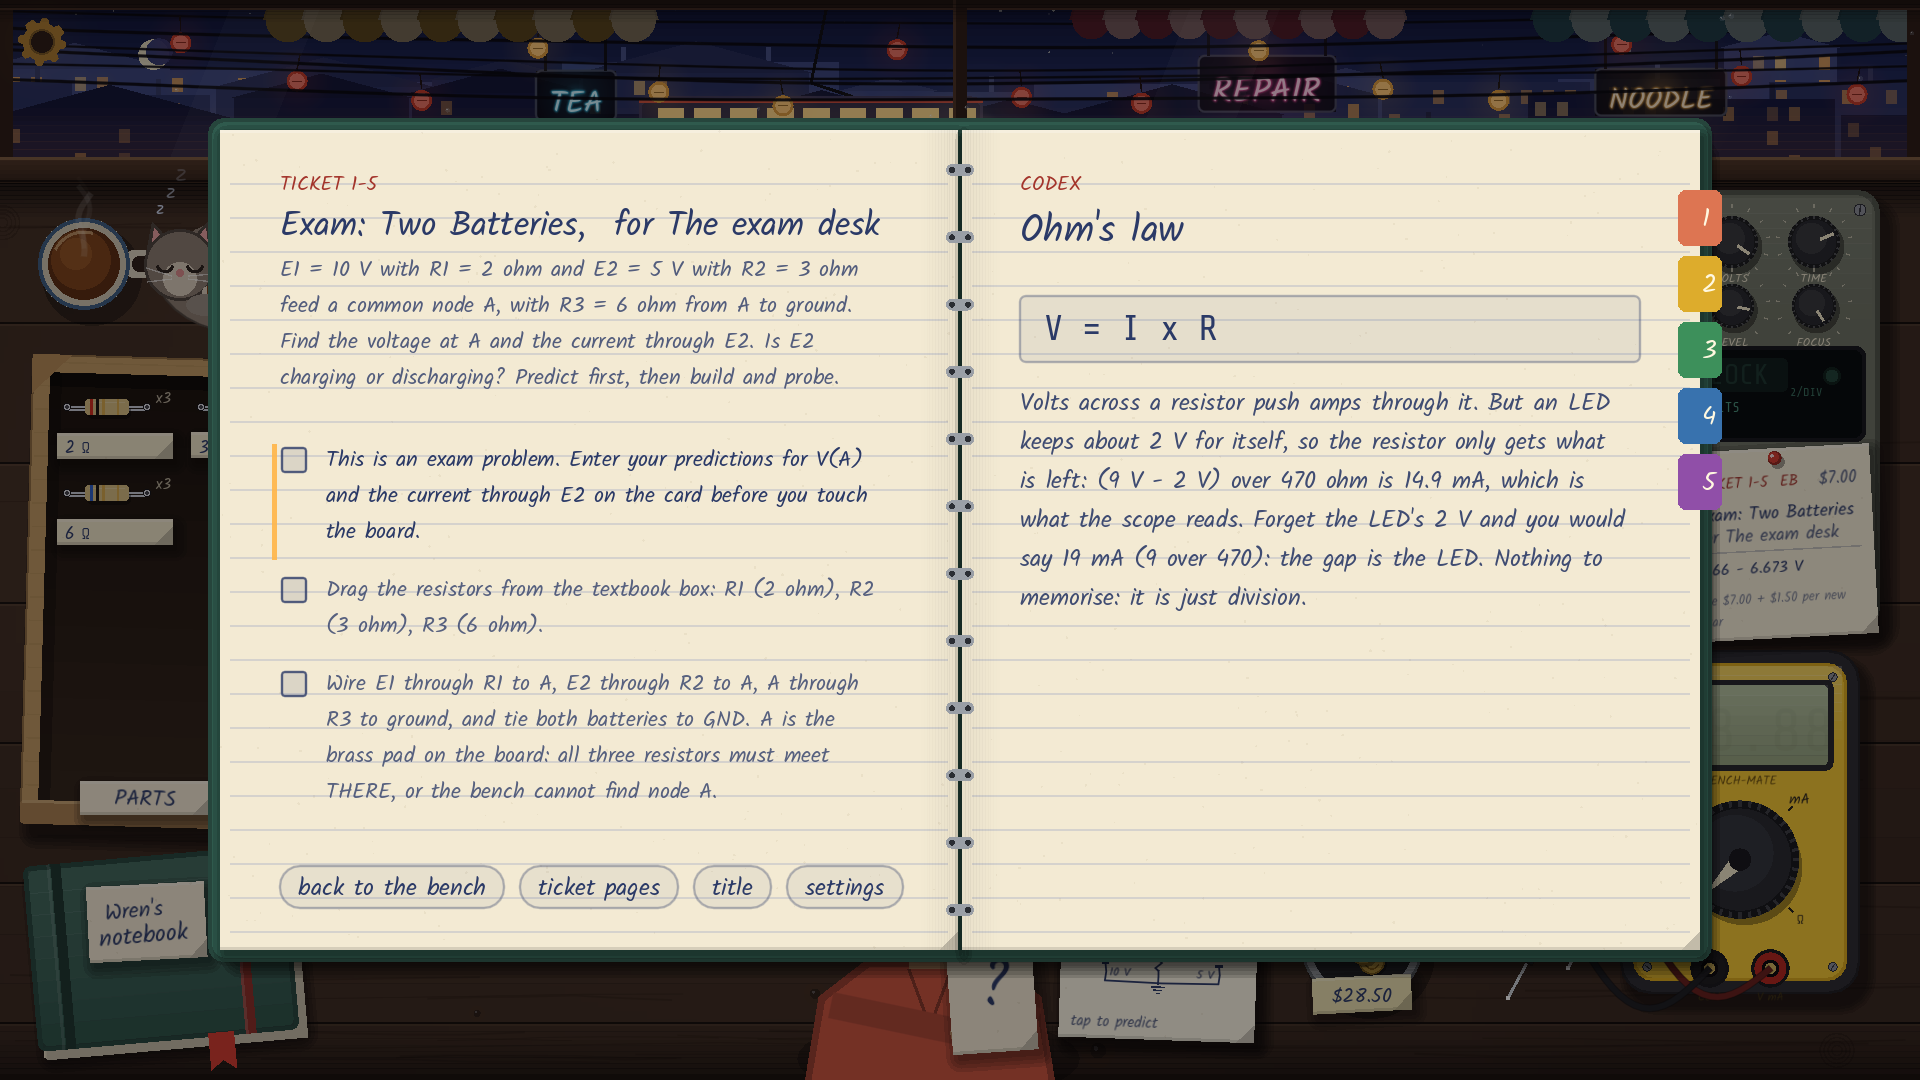 TEA
REPAIR
NOODLE
z
z
z
TICKET 1-5
Exam: Two Batteries, for The exam desk
E1 = 10 V with R1 = 2 ohm and E2 = 5 V with R2 = 3 ohm
feed a common node A, with R3 = 6 ohm from A to ground.
Find the voltage at A and the current through E2. Is E2
charging or discharging? Predict first, then build and probe.
This is an exam problem. Enter your predictions for V(A)
and the current through E2 on the card before you touch
the board.
Drag the resistors from the textbook box: R1 (2 ohm), R2
(3 ohm), R3 (6 ohm).
Wire E1 through R1 to A, E2 through R2 to A, A through
R3 to ground, and tie both batteries to GND. A is the
brass pad on the board: all three resistors must meet
THERE, or the bench cannot find node A.
back to the bench
ticket pages
title
settings
CODEX
Ohm's law
V = I x R
Volts across a resistor push amps through it. But an LED
keeps about 2 V for itself, so the resistor only gets what
is left: (9 V - 2 V) over 470 ohm is 14.9 mA, which is
what the scope reads. Forget the LED's 2 V and you would
say 19 mA (9 over 470): the gap is the LED. Nothing to
memorise: it is just division.
1
2
3
4
5
x3
2 Ω
3
x3
6 Ω
PARTS
Wren's
notebook
TIME
FOCUS
2/DIV
EB $7.00
Two Batteries
The exam desk
- 6.673 V
$7.00 + $1.50 per new
mA
Ω
?
10 V
5 V
tap to predict
$28.50